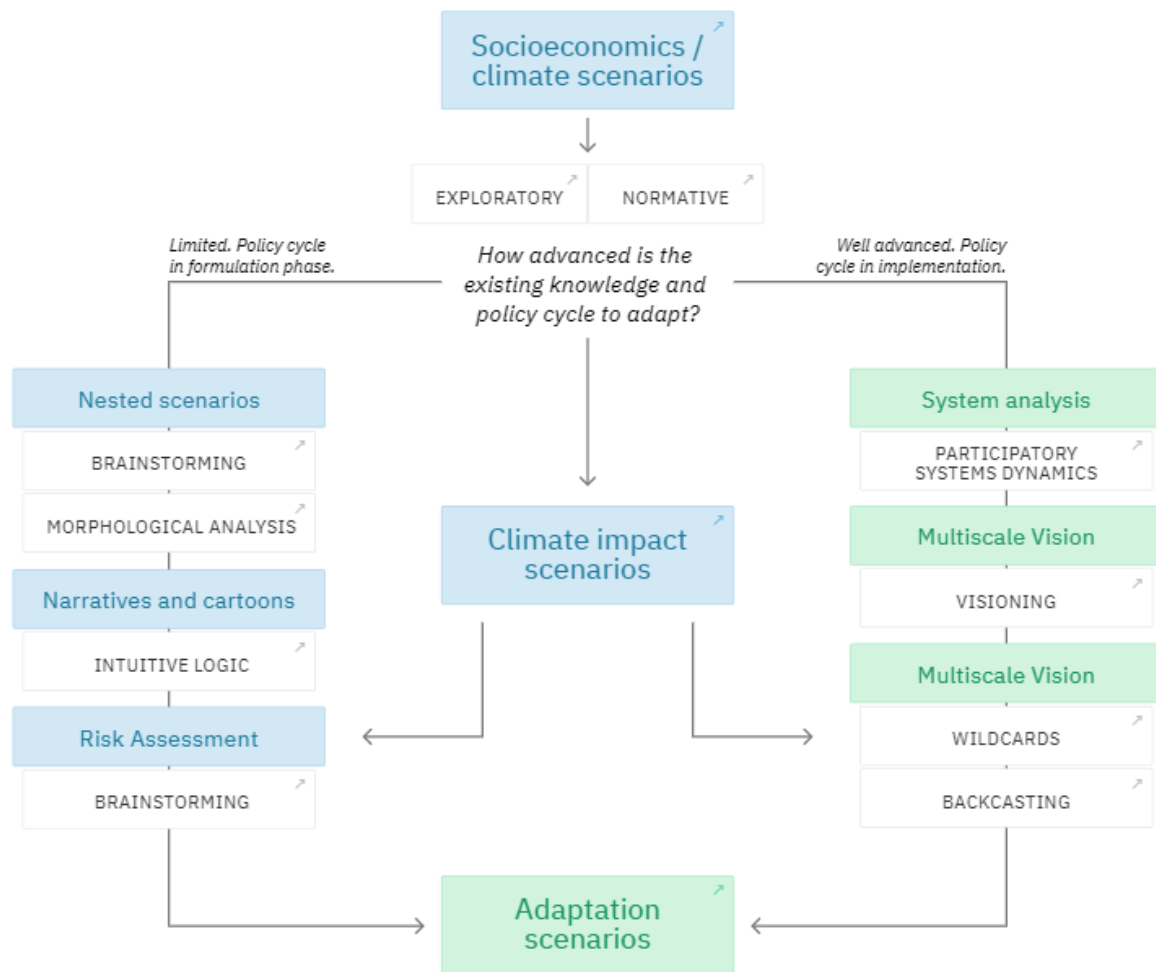 Socioeconomics /
climate scenarios
EXPLORATORY
NORMATIVE
Limited. Policy cycle
in formulation phase.
How advanced is the
existing knowledge and
policy cycle to adapt?
Well advanced. Policy
cycle in implementation.
Nested scenarios
BRAINSTORMING
MORPHOLOGICAL ANALYSIS
Narratives and cartoons
INTUITIVE LOGIC
Risk Assessment
BRAINSTORMING
Climate impact
scenarios
System analysis
PARTICIPATORY
SYSTEMS DYNAMICS
Multiscale Vision
VISIONING
Multiscale Vision
WILDCARDS
BACKCASTING
Adaptation
scenarios